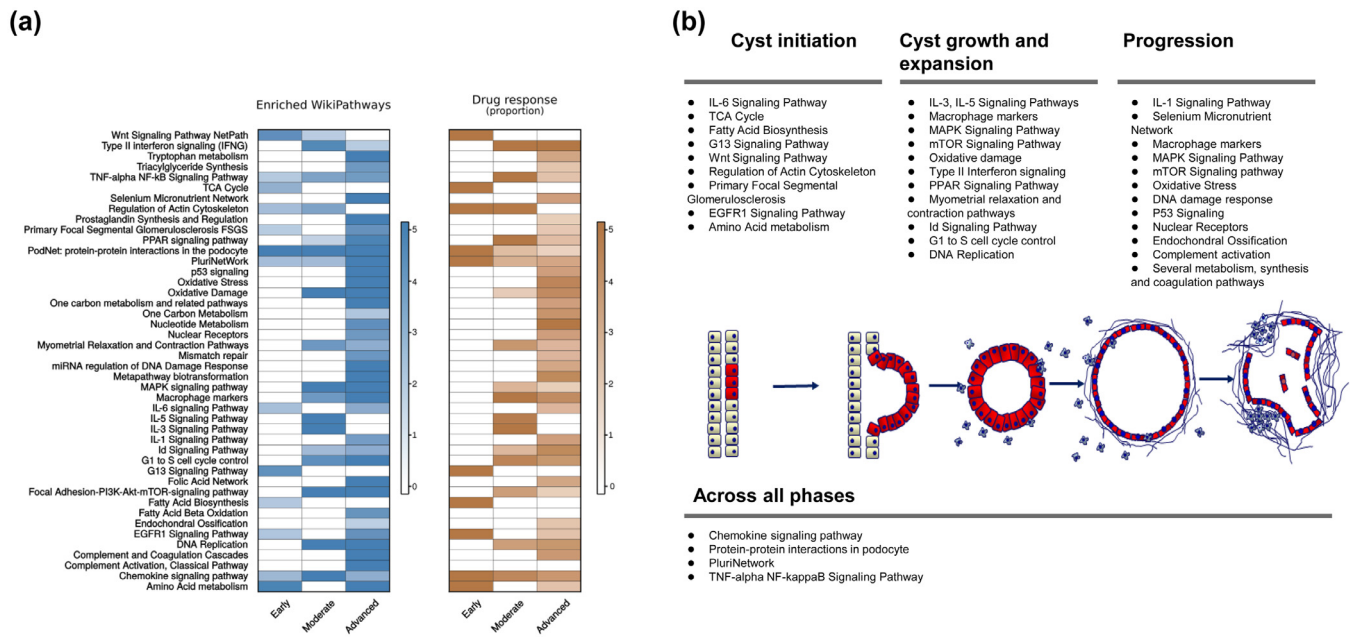 (a)
Enriched WikiPathways
Drug response
(proportion)
Wnt Signaling Pathway NetPath
Type II interferon signaling (IFNG)
Tryptophan metabolism
Triacylglyceride Synthesis
TNF-alpha NF-kB Signaling Pathway
TCA Cycle
Selenium Micronutrient Network
Regulation of Actin Cytoskeleton
Prostaglandin Synthesis and Regulation
Primary Focal Segmental Glomerulosclerosis FSGS
PPAR signaling pathway
PodNet: protein-protein interactions in the podocyte
PluriNetWork
p53 signaling
Oxidative Stress
Oxidative Damage
One carbon metabolism and related pathways
One Carbon Metabolism
Nucleotide Metabolism
Nuclear Receptors
Myometrial Relaxation and Contraction Pathways
Mismatch repair
miRNA regulation of DNA Damage Response
Metapathway biotransformation
MAPK signaling pathway
Macrophage markers
IL-6 signaling Pathway
IL-5 Signaling Pathway
IL-3 Signaling Pathway
IL-1 Signaling Pathway
Id Signaling Pathway
G1 to S cell cycle control
G13 Signaling Pathway
Folic Acid Network
Focal Adhesion-PI3K-Akt-mTOR-signaling pathway
Fatty Acid Biosynthesis
Fatty Acid Beta Oxidation
Endochondral Ossification
EGFR1 Signaling Pathway
DNA Replication
Complement and Coagulation Cascades
Complement Activation, Classical Pathway
Chemokine signaling pathway
Amino Acid metabolism
5
4
3
2
1
0
5
4
3
2
1
0
Early
Moderate
Advanced
Early
Moderate
Advanced
(b)
Cyst initiation
● IL-6 Signaling Pathway
● TCA Cycle
● Fatty Acid Biosynthesis
● G13 Signaling Pathway
● Wnt Signaling Pathway
● Regulation of Actin Cytoskeleton
● Primary Focal Segmental
Glomerulosclerosis
● EGFR1 Signaling Pathway
● Amino Acid metabolism
Cyst growth and
expansion
● IL-3, IL-5 Signaling Pathways
● Macrophage markers
● MAPK Signaling Pathway
● mTOR Signaling Pathway
● Oxidative damage
● Type II Interferon signaling
● PPAR Signaling Pathway
● Myometrial relaxation and
contraction pathways
● Id Signaling Pathway
● G1 to S cell cycle control
● DNA Replication
Progression
● IL-1 Signaling Pathway
● Selenium Micronutrient
Network
● Macrophage markers
● MAPK Signaling Pathway
● mTOR Signaling pathway
● Oxidative Stress
● DNA damage response
● P53 Signaling
● Nuclear Receptors
● Endochondral Ossification
● Complement activation
● Several metabolism, synthesis
and coagulation pathways
Across all phases
● Chemokine signaling pathway
● Protein-protein interactions in podocyte
● PluriNetwork
● TNF-alpha NF-kappaB Signaling Pathway